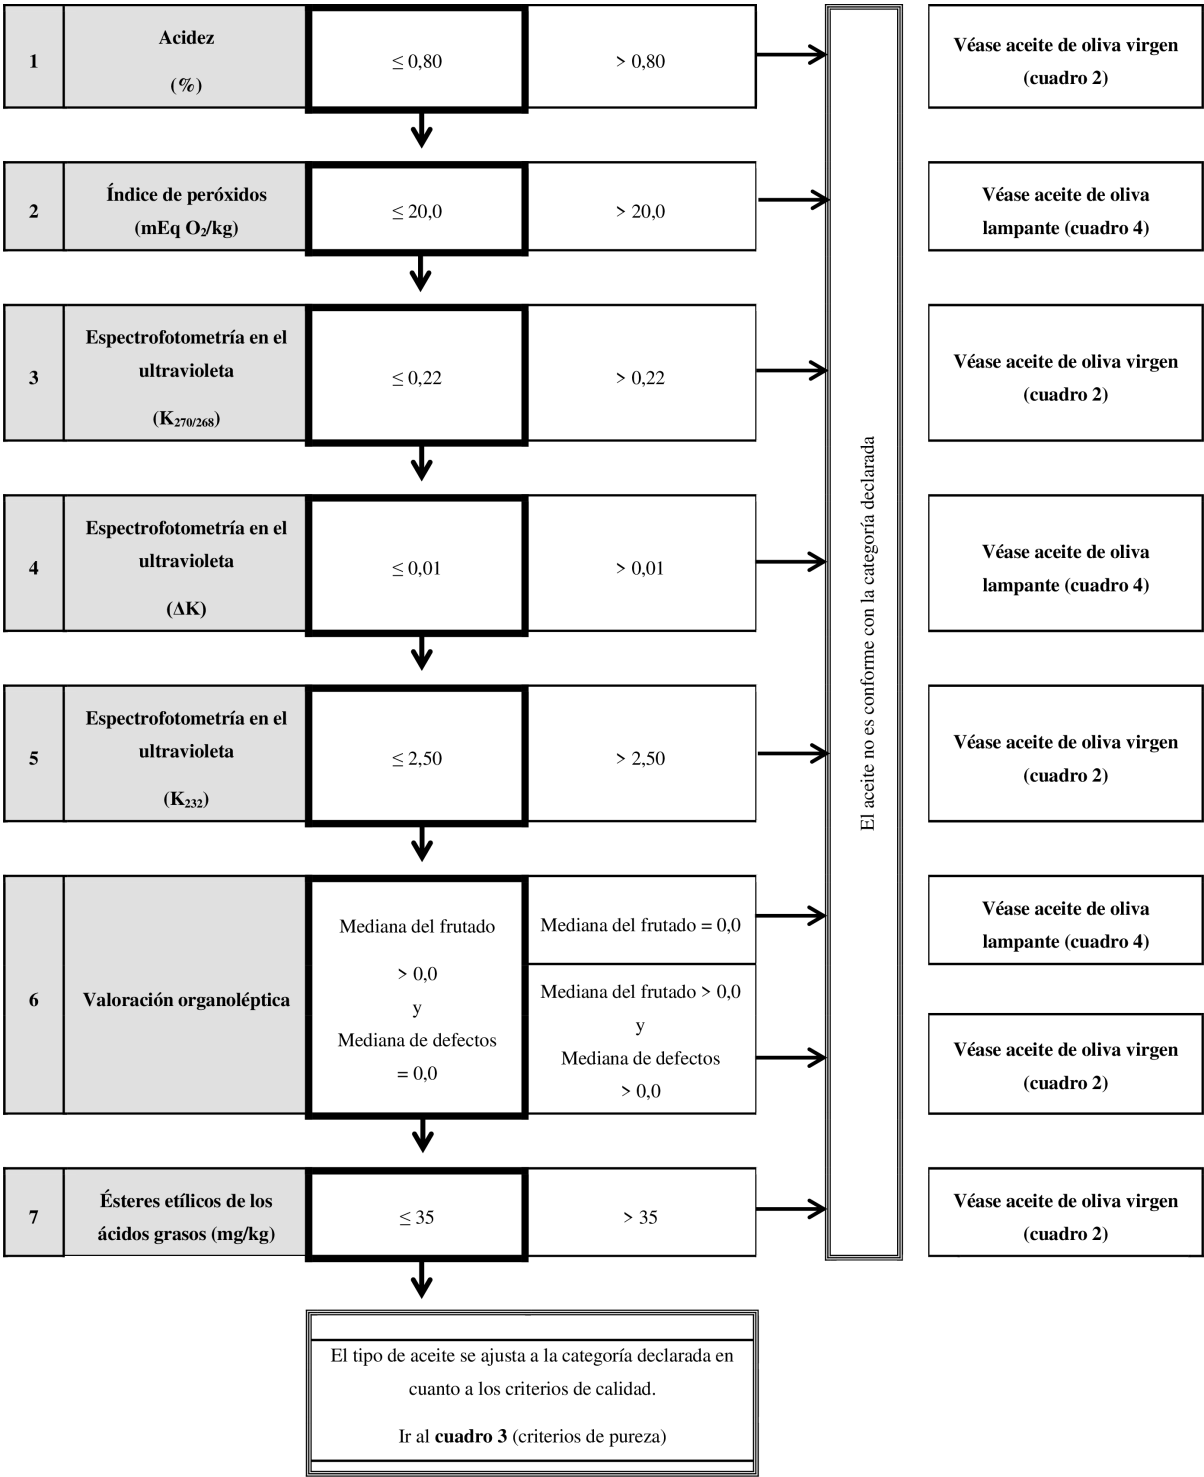 1
Acidez
(%)
≤ 0,80
> 0,80
Véase aceite de oliva virgen
(cuadro 2)
2
Índice de peróxidos
(mEq O₂/kg)
≤ 20,0
> 20,0
Véase aceite de oliva
lampante (cuadro 4)
3
Espectrofotometría en el
ultravioleta
(K₂₇₀/₂₆₈)
≤ 0,22
> 0,22
Véase aceite de oliva virgen
(cuadro 2)
4
Espectrofotometría en el
ultravioleta
(ΔK)
≤ 0,01
> 0,01
Véase aceite de oliva
lampante (cuadro 4)
5
Espectrofotometría en el
ultravioleta
(K₂₃₂)
≤ 2,50
> 2,50
Véase aceite de oliva virgen
(cuadro 2)
6
Valoración organoléptica
Mediana del frutado
> 0,0
y
Mediana de defectos
= 0,0
Mediana del frutado = 0,0
Véase aceite de oliva
lampante (cuadro 4)
Mediana del frutado > 0,0
y
Mediana de defectos
> 0,0
Véase aceite de oliva virgen
(cuadro 2)
7
Ésteres etílicos de los
ácidos grasos (mg/kg)
≤ 35
> 35
Véase aceite de oliva virgen
(cuadro 2)
El aceite no es conforme con la categoría declarada
El tipo de aceite se ajusta a la categoría declarada en
cuanto a los criterios de calidad.
Ir al cuadro 3 (criterios de pureza)